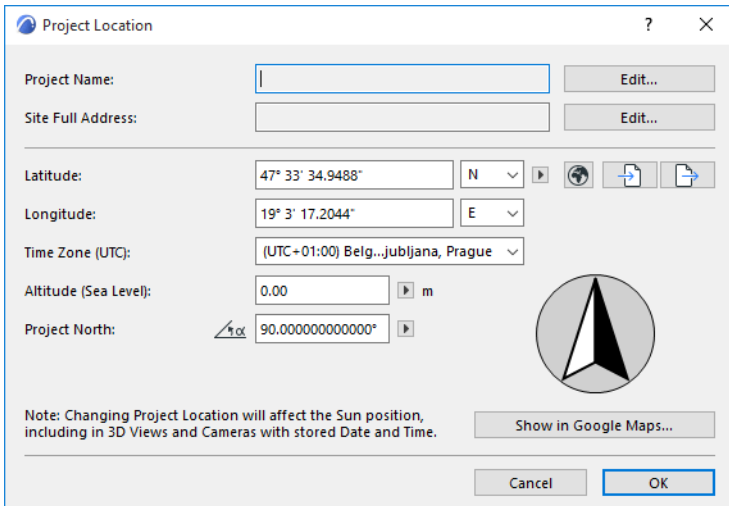 Project Location ? ×
Project Name: Edit...
Site Full Address: Edit...
Latitude: 47° 33' 34.9488" N
Longitude: 19° 3' 17.2044" E
Time Zone (UTC): (UTC+01:00) Belg...jubljana, Prague
Altitude (Sea Level): 0.00 m
Project North: α 90.000000000000°
Note: Changing Project Location will affect the Sun position,
including in 3D Views and Cameras with stored Date and Time.
Show in Google Maps...
Cancel OK